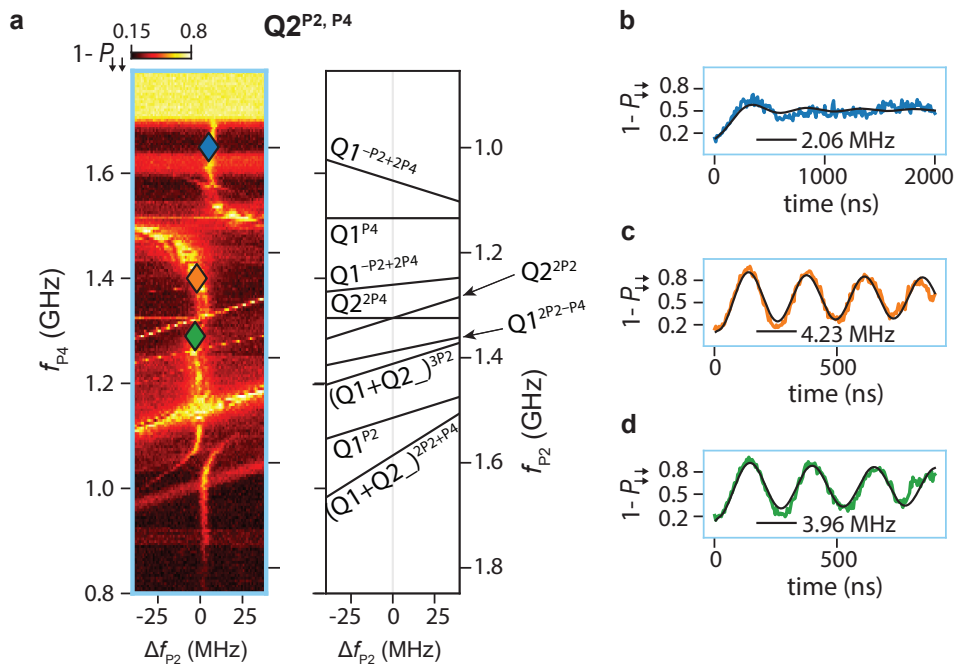 a
0.15 0.8
1- P↓↓
Q2^P2, P4
1.6
1.4
1.2
1.0
0.8
f_P4 (GHz)
-25 0 25
Δf_P2 (MHz)
Q1^−P2+2P4
Q1^P4
Q1^−P2+2P4
Q2^2P4
Q2^2P2
Q1^2P2−P4
(Q1+Q2_)^3P2
Q1^P2
(Q1+Q2_)^2P2+P4
1.0
1.2
1.4
1.6
1.8
f_P2 (GHz)
-25 0 25
Δf_P2 (MHz)
b
1- P↓↓
0.8
0.5
0.2
2.06 MHz
0 1000 2000
time (ns)
c
1- P↓↓
0.8
0.5
0.2
4.23 MHz
0 500
time (ns)
d
1- P↓↓
0.8
0.5
0.2
3.96 MHz
0 500
time (ns)